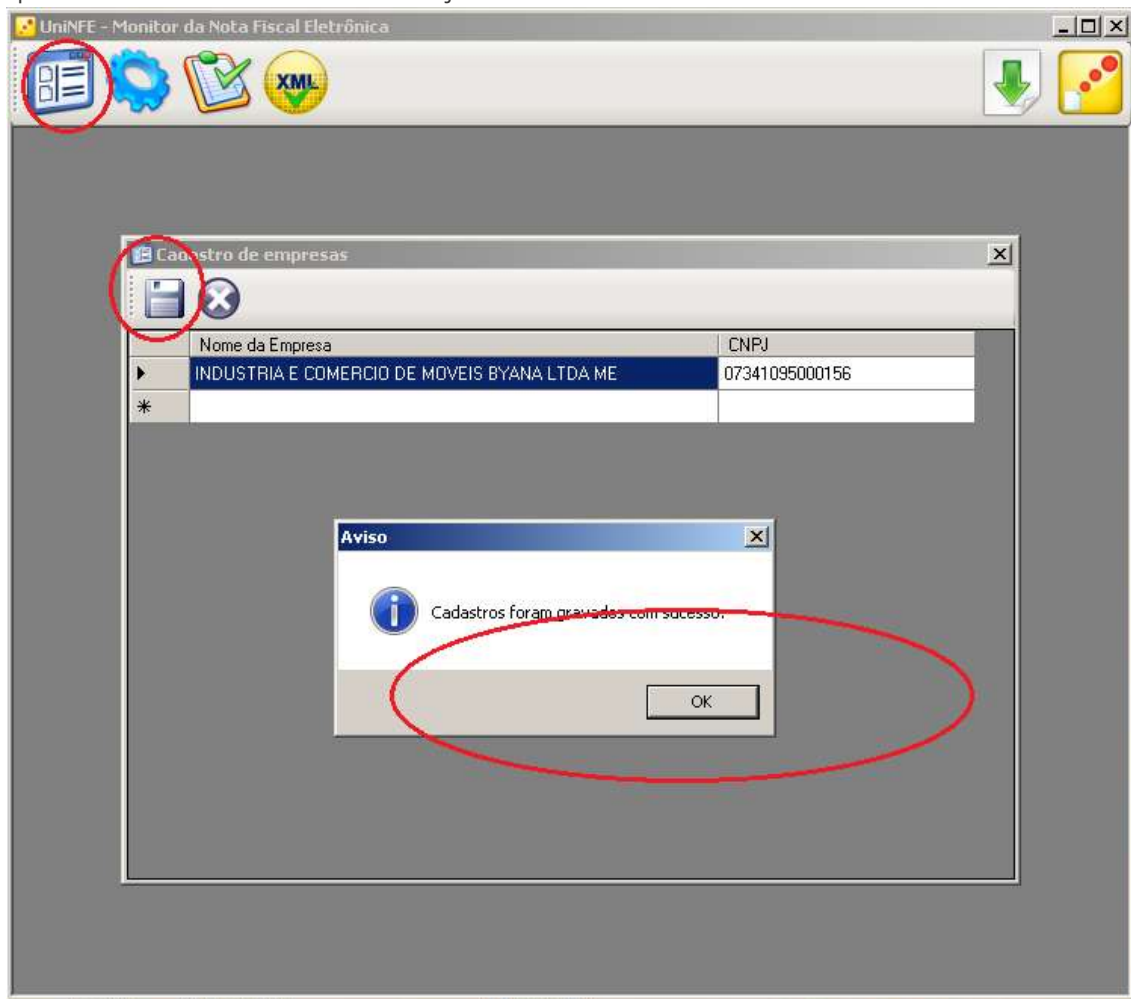 UniNFE - Monitor da Nota Fiscal Eletrônica
XML
Cadastro de empresas
Nome da Empresa CNPJ
INDUSTRIA E COMERCIO DE MOVEIS BYANA LTDA ME 07341095000156
Aviso
Cadastros foram gravados com sucesso.
OK